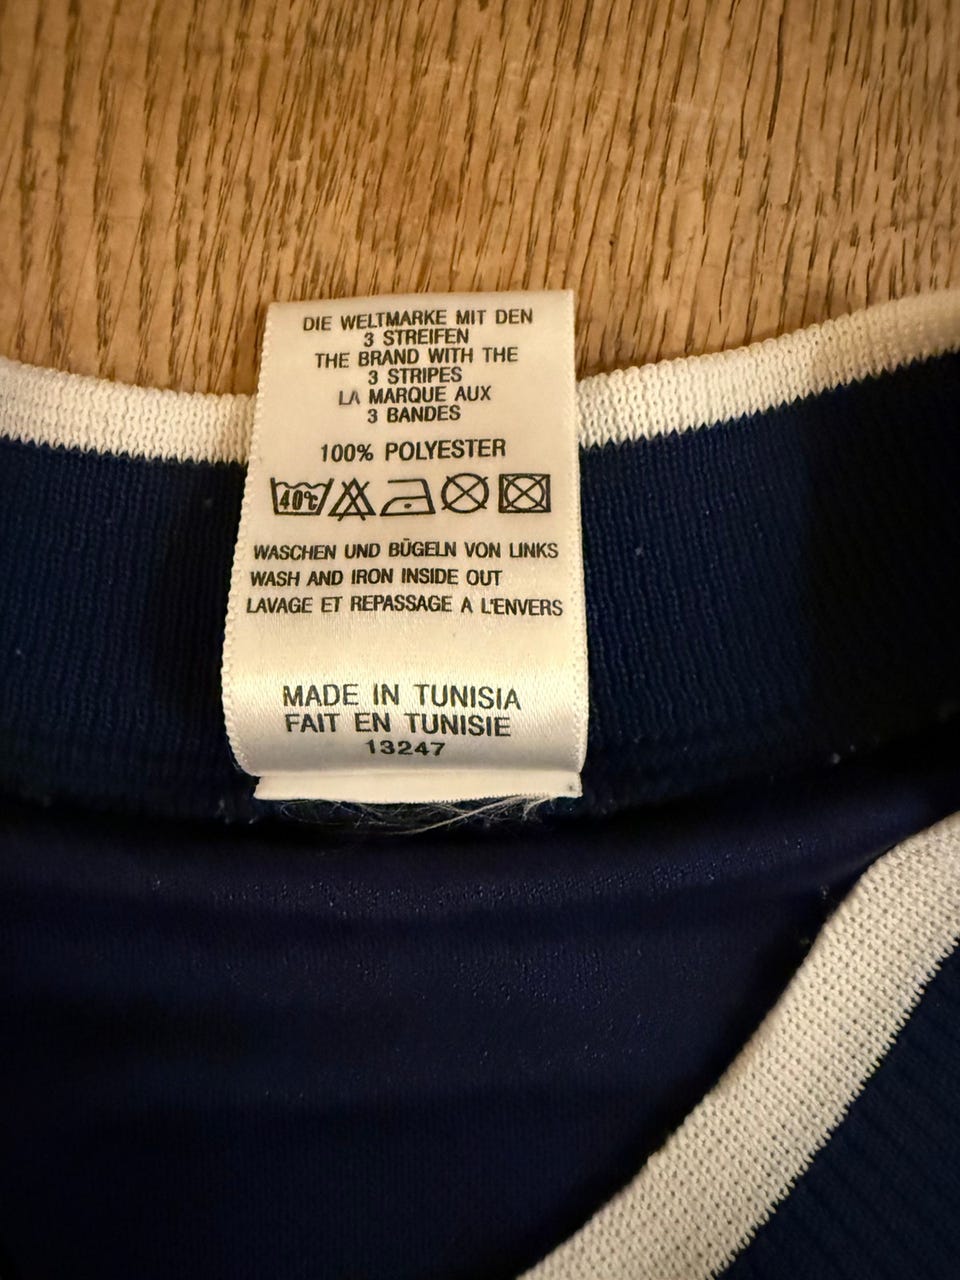 DIE WELTMARKE MIT DEN
3 STREIFEN
THE BRAND WITH THE
3 STRIPES
LA MARQUE AUX
3 BANDES
100% POLYESTER
40°C
WASCHEN UND BÜGELN VON LINKS
WASH AND IRON INSIDE OUT
LAVAGE ET REPASSAGE A L'ENVERS
MADE IN TUNISIA
FAIT EN TUNISIE
13247